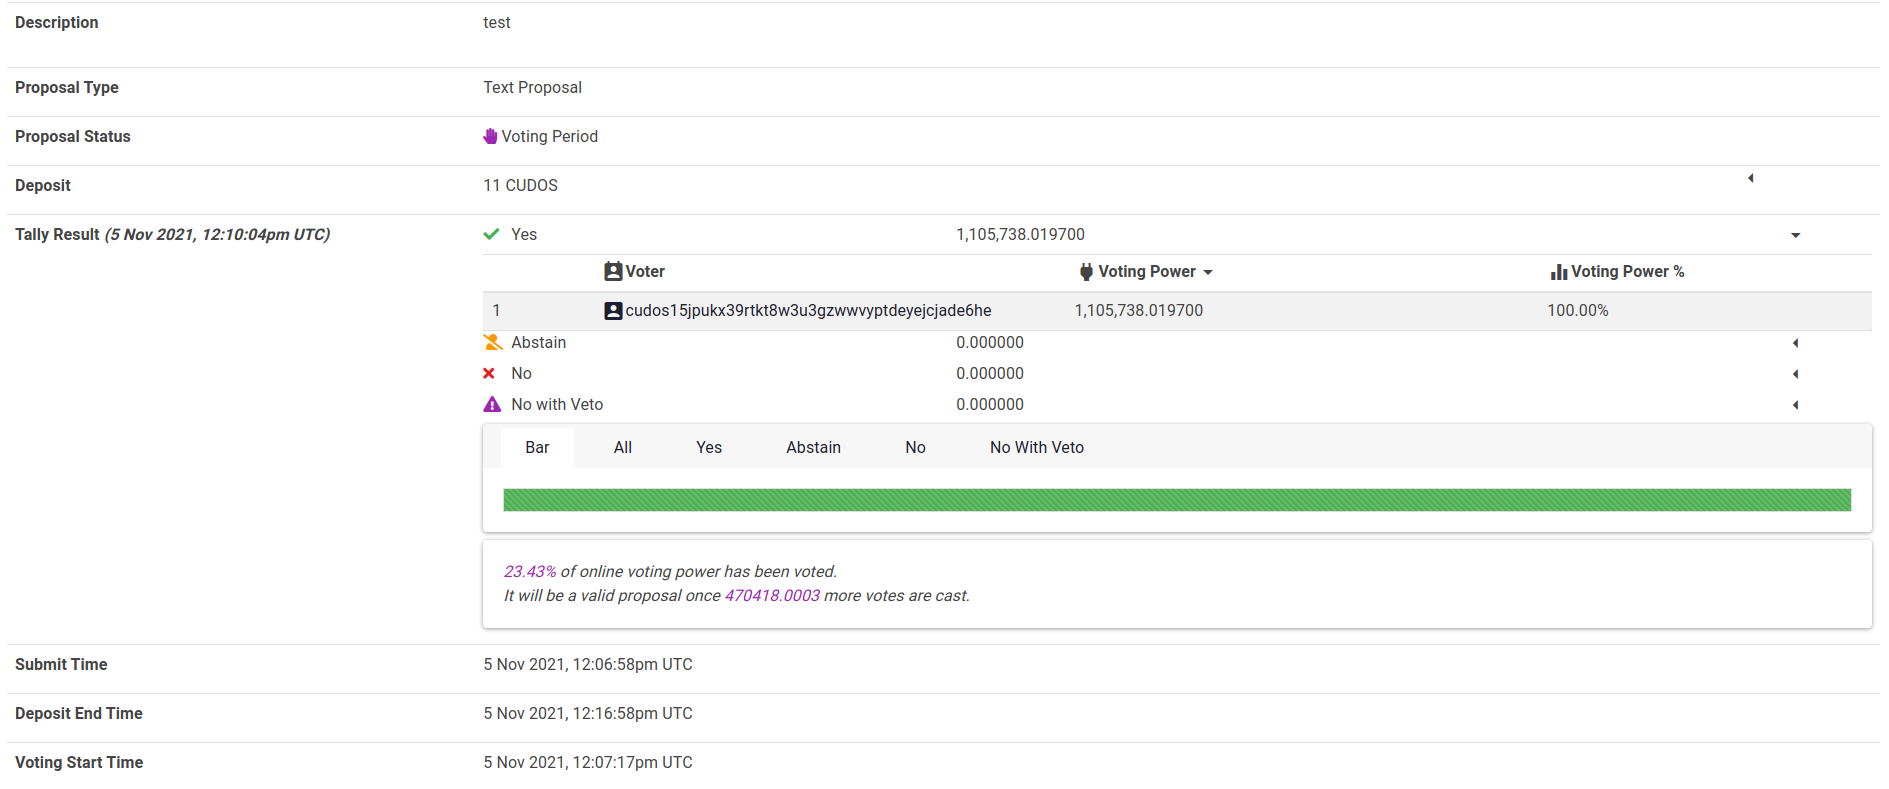 Description test
Proposal Type Text Proposal
Proposal Status Voting Period
Deposit 11 CUDOS
Tally Result (5 Nov 2021, 12:10:04pm UTC) Yes 1,105,738.019700
Voter Voting Power Voting Power %
1 cudos15jpukx39rtkt8w3u3gzwwvyptdeyejcjade6he 1,105,738.019700 100.00%
Abstain 0.000000
No 0.000000
No with Veto 0.000000
Bar All Yes Abstain No No With Veto
23.43% of online voting power has been voted.
It will be a valid proposal once 470418.0003 more votes are cast.
Submit Time 5 Nov 2021, 12:06:58pm UTC
Deposit End Time 5 Nov 2021, 12:16:58pm UTC
Voting Start Time 5 Nov 2021, 12:07:17pm UTC